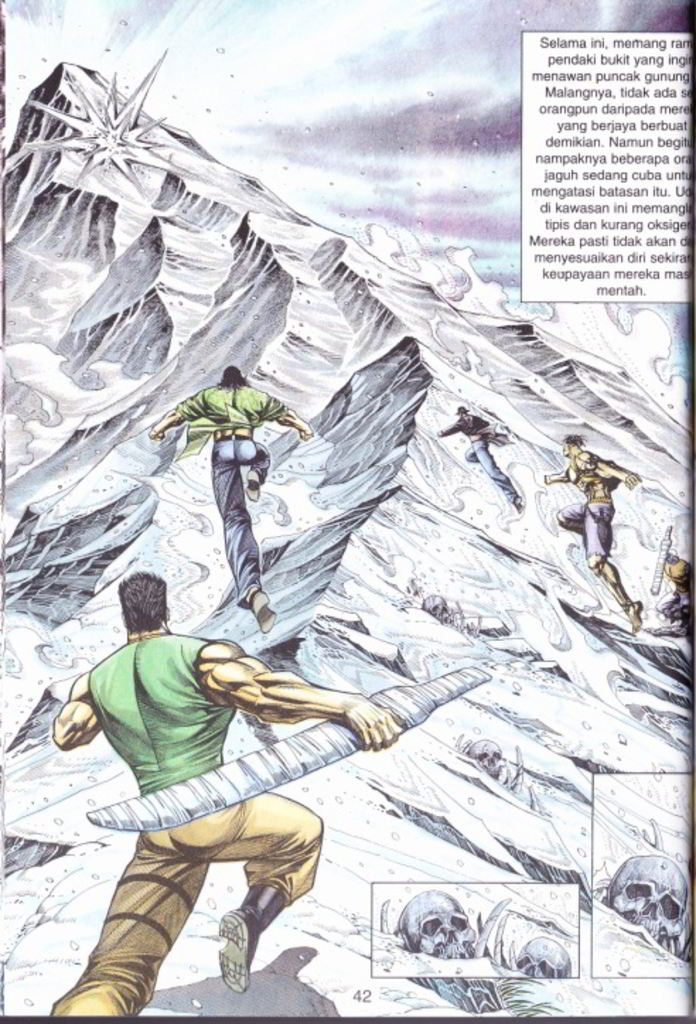 Selama ini, memang
pendaki bukit yang
menawan puncak
Malangnya, tidak ada
orangpun daripada
yang berjaya berbuat
demikian. Namun
nampaknya beberapa
jaguh sedang cuba
mengatasi batasan itu.
di kawasan ini
tipis dan kurang
Mereka pasti tidak akan
menyesuaikan diri
keupayaan mereka
mentah.
42